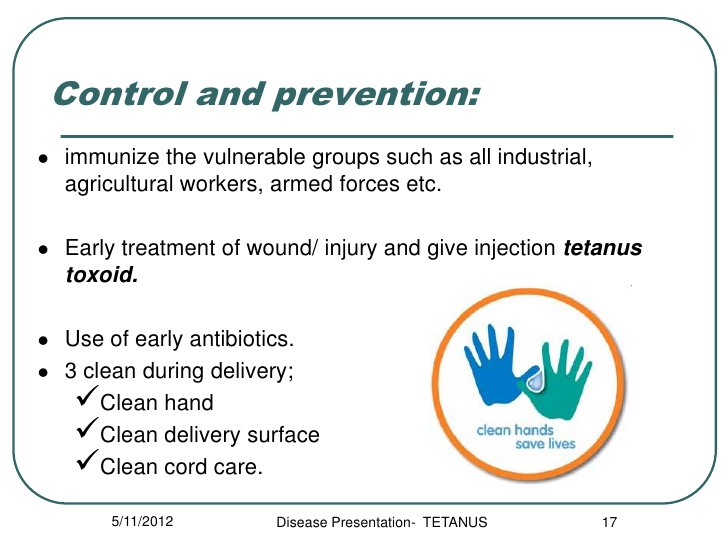 Control and prevention:
● immunize the vulnerable groups such as all industrial,
agricultural workers, armed forces etc.
● Early treatment of wound/ injury and give injection tetanus
toxoid.
● Use of early antibiotics.
● 3 clean during delivery;
✓Clean hand
✓Clean delivery surface
✓Clean cord care.
clean hands
save lives
5/11/2012
Disease Presentation- TETANUS
17